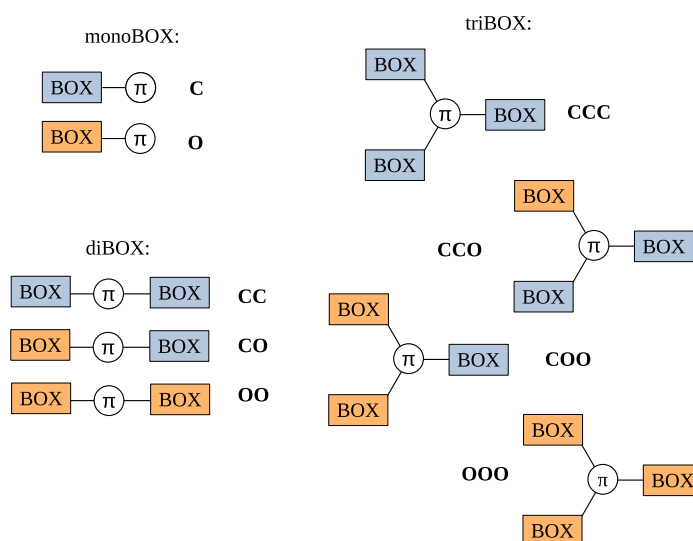 monoBOX:
BOX π C
BOX π O
diBOX:
BOX π BOX CC
BOX π BOX CO
BOX π BOX OO
triBOX:
BOX
π BOX CCC
BOX
BOX
CCO π BOX
BOX
BOX
π BOX COO
BOX
BOX
OOO π BOX
BOX